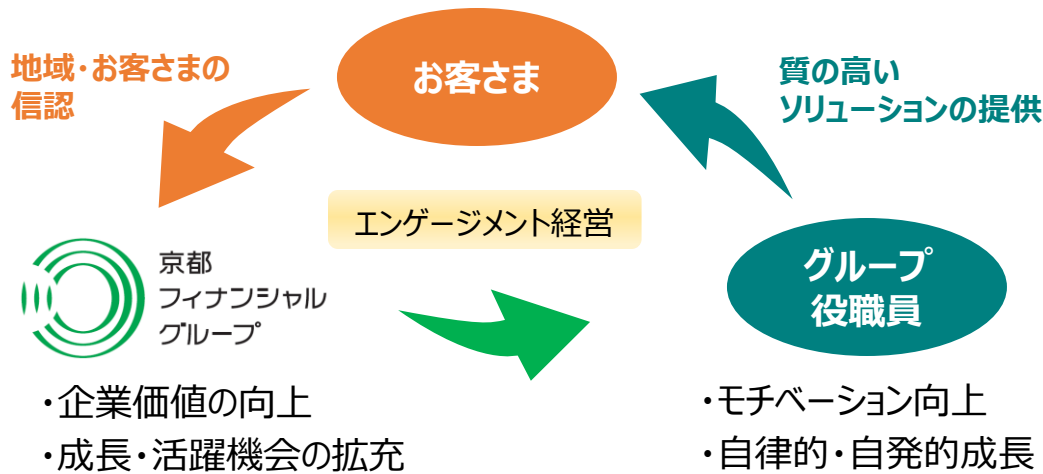 お客さま
地域・お客さまの
信認
質の高い
ソリューションの提供
エンゲージメント経営
京都
フィナンシャル
グループ
グループ
役職員
・企業価値の向上
・成長・活躍機会の拡充
・モチベーション向上
・自律的・自発的成長